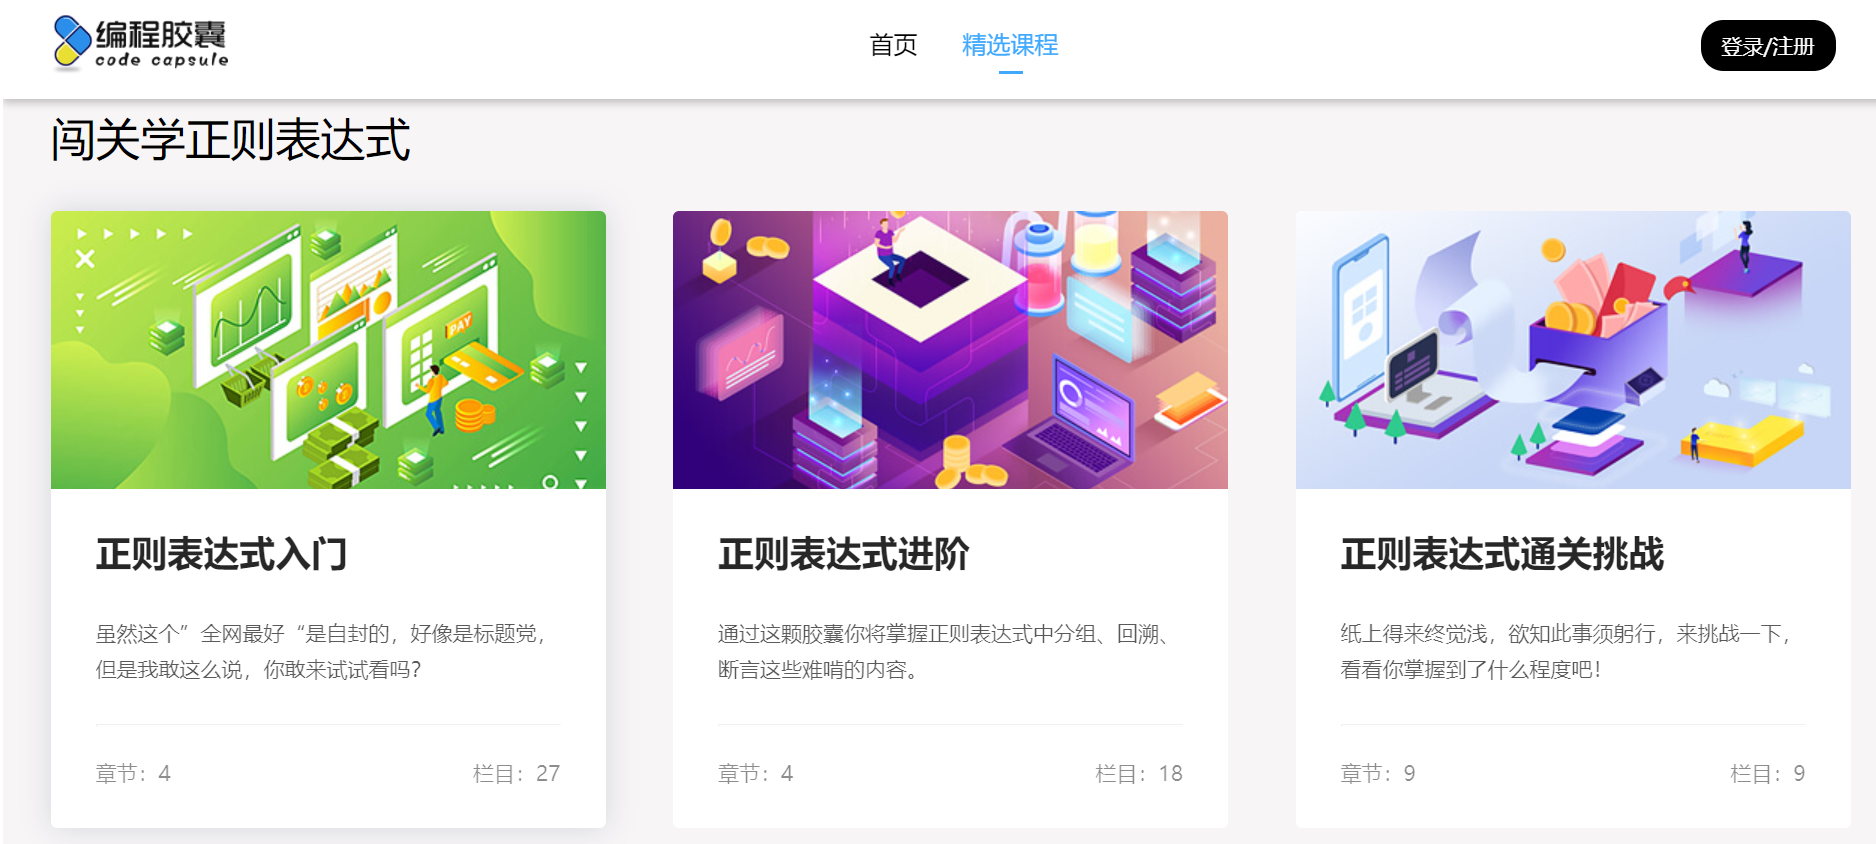 编程胶囊
code capsule
首页
精选课程
登录/注册
闯关学正则表达式
PAY
正则表达式入门
虽然这个”全网最好“是自封的，好像是标题党，
但是我敢这么说，你敢来试试看吗？
章节：4
栏目：27
正则表达式进阶
通过这颗胶囊你将掌握正则表达式中分组、回溯、
断言这些难啃的内容。
章节：4
栏目：18
正则表达式通关挑战
纸上得来终觉浅，欲知此事须躬行，来挑战一下，
看看你掌握到了什么程度吧！
章节：9
栏目：9